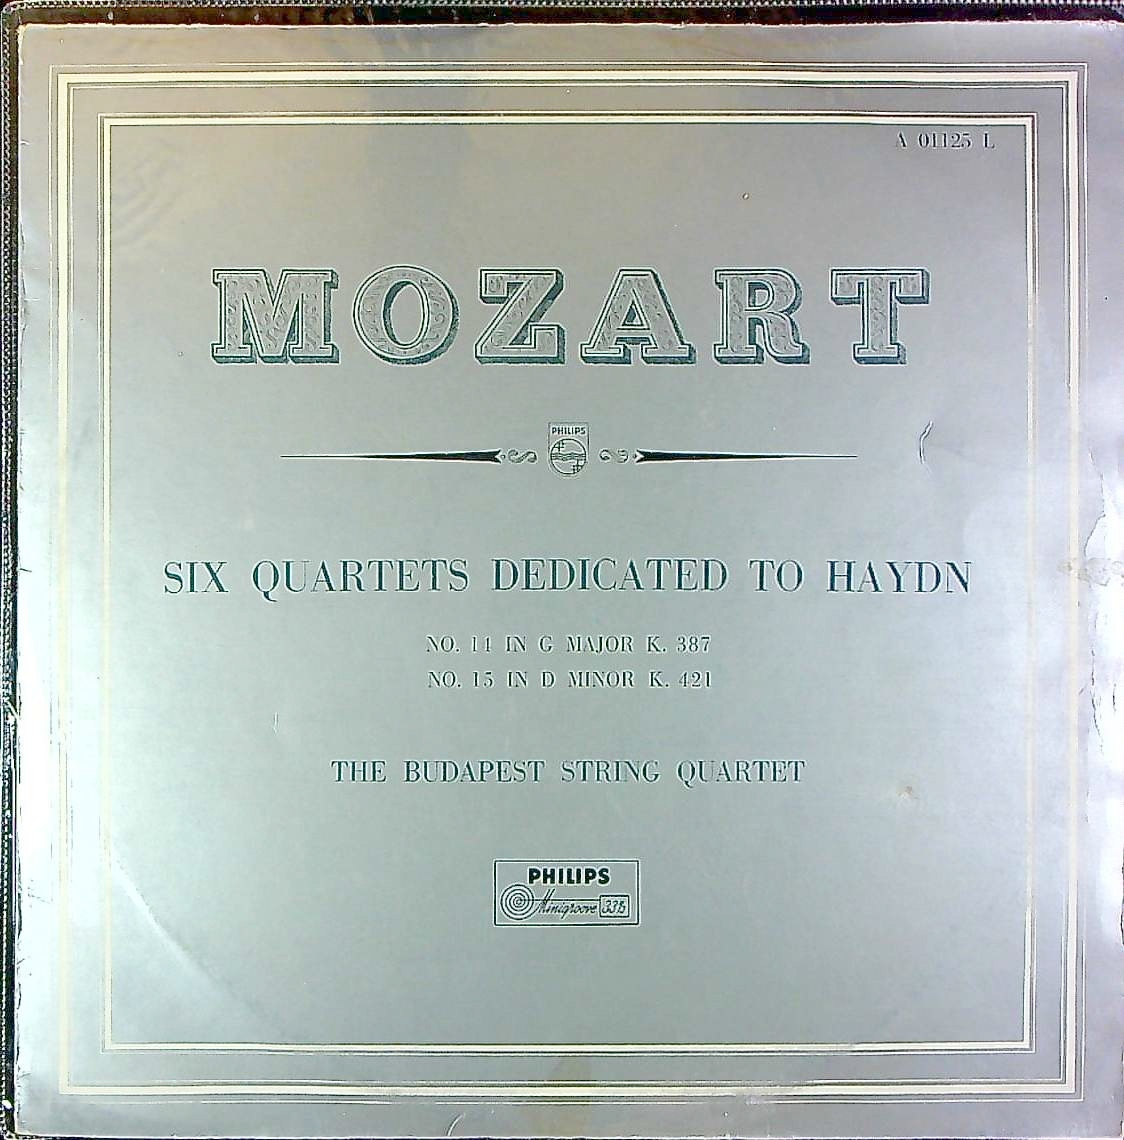 A 01125 L
MOZART
PHILIPS
SIX QUARTETS DEDICATED TO HAYDN
NO. 14 IN G MAJOR K. 387
NO. 15 IN D MINOR K. 421
THE BUDAPEST STRING QUARTET
PHILIPS
Minigroove 33⅓